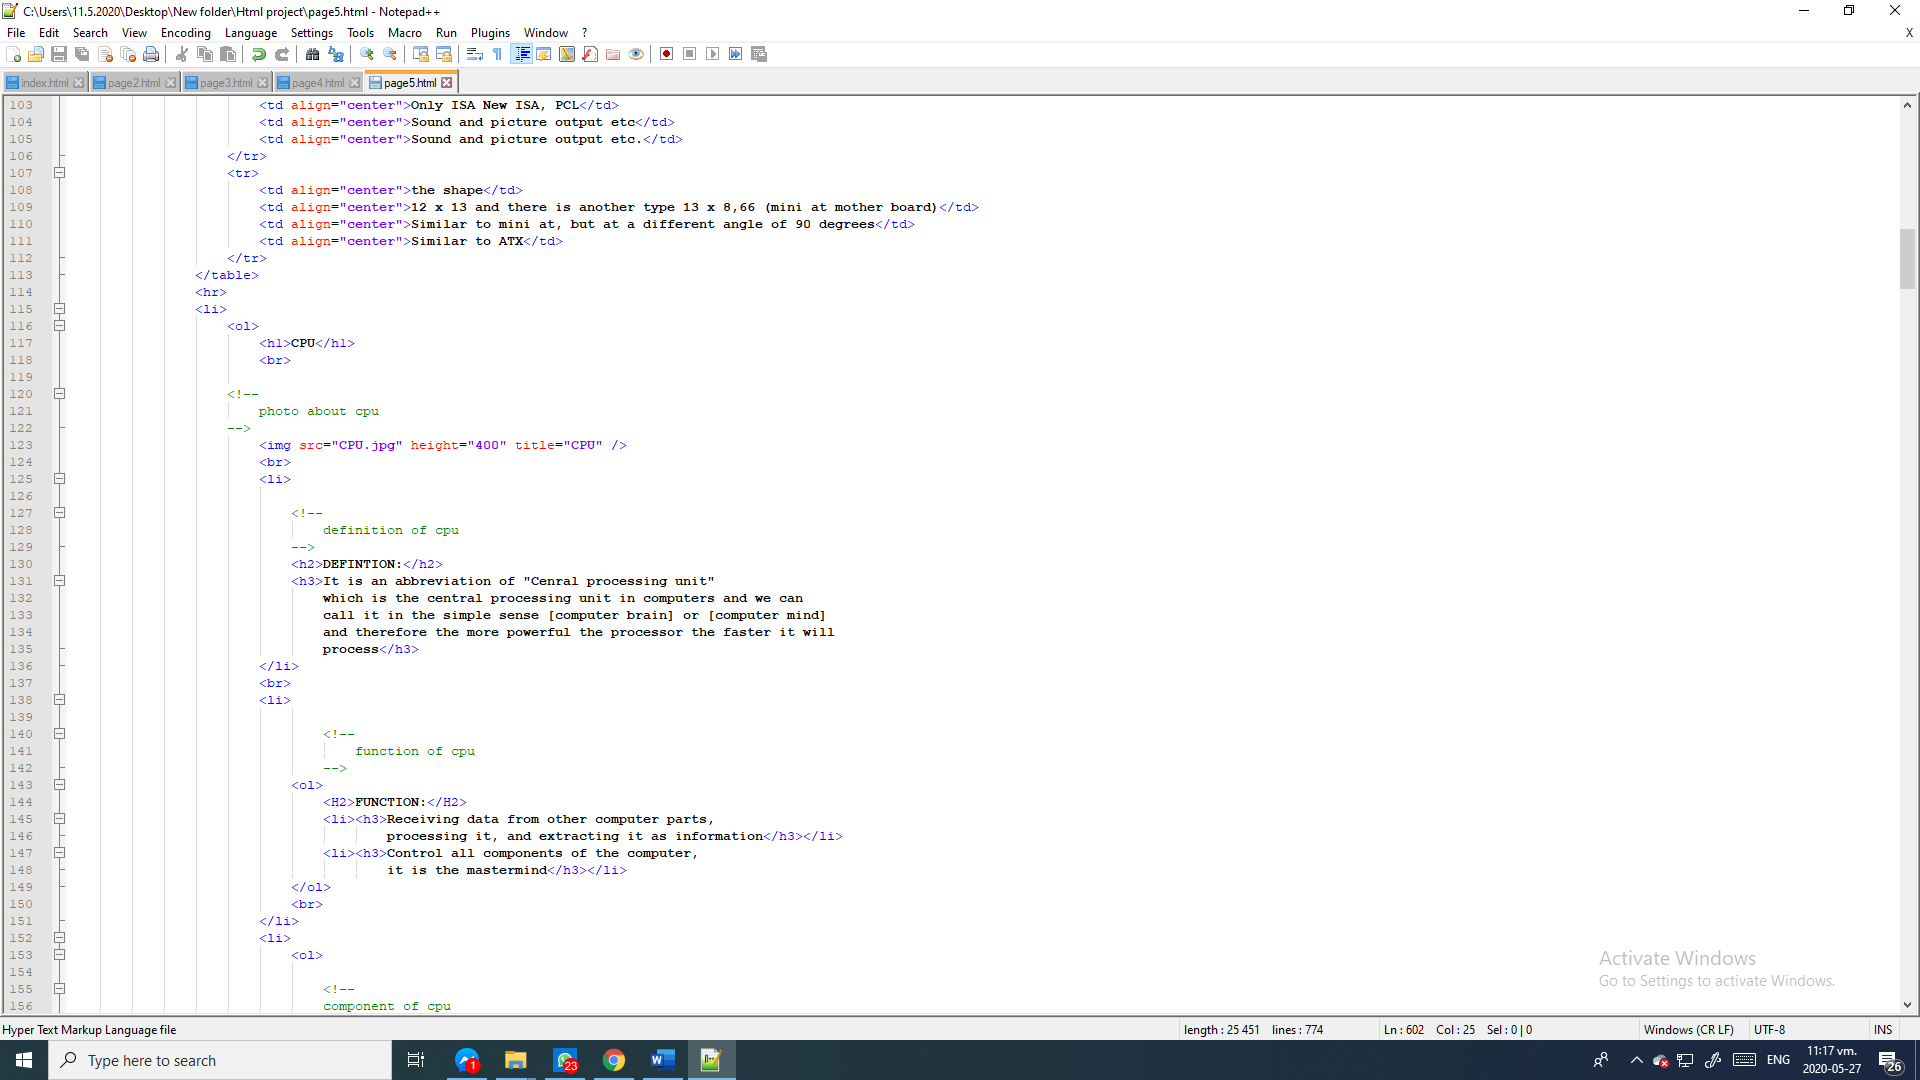 C:\Users\11.5.2020\Desktop\New folder\Html project\page5.html - Notepad++
File Edit Search View Encoding Language Settings Tools Macro Run Plugins Window ? X
index.html page2.html page3.html page4.html page5.html
103 <td align="center">Only ISA New ISA, PCL</td>
104 <td align="center">Sound and picture output etc</td>
105 <td align="center">Sound and picture output etc.</td>
106 </tr>
107 <tr>
108 <td align="center">the shape</td>
109 <td align="center">12 x 13 and there is another type 13 x 8,66 (mini at mother board)</td>
110 <td align="center">Similar to mini at, but at a different angle of 90 degrees</td>
111 <td align="center">Similar to ATX</td>
112 </tr>
113 </table>
114 <hr>
115 <li>
116 <ol>
117 <h1>CPU</h1>
118 <br>
119
120 <!--
121 photo about cpu
122 -->
123 <img src="CPU.jpg" height="400" title="CPU" />
124 <br>
125 <li>
126
127 <!--
128 definition of cpu
129 -->
130 <h2>DEFINTION:</h2>
131 <h3>It is an abbreviation of "Cenral processing unit"
132 which is the central processing unit in computers and we can
133 call it in the simple sense [computer brain] or [computer mind]
134 and therefore the more powerful the processor the faster it will
135 process</h3>
136 </li>
137 <br>
138 <li>
139
140 <!--
141 function of cpu
142 -->
143 <ol>
144 <H2>FUNCTION:</H2>
145 <li><h3>Receiving data from other computer parts,
146 processing it, and extracting it as information</h3></li>
147 <li><h3>Control all components of the computer,
148 it is the mastermind</h3></li>
149 </ol>
150 <br>
151 </li>
152 <li>
153 <ol>
154
155 <!--
156 component of cpu
Activate Windows
Go to Settings to activate Windows.
Hyper Text Markup Language file length : 25 451 lines : 774 Ln : 602 Col : 25 Sel : 0 | 0 Windows (CR LF) UTF-8 INS
Type here to search 1 23 W ENG 11:17 vm. 26
2020-05-27